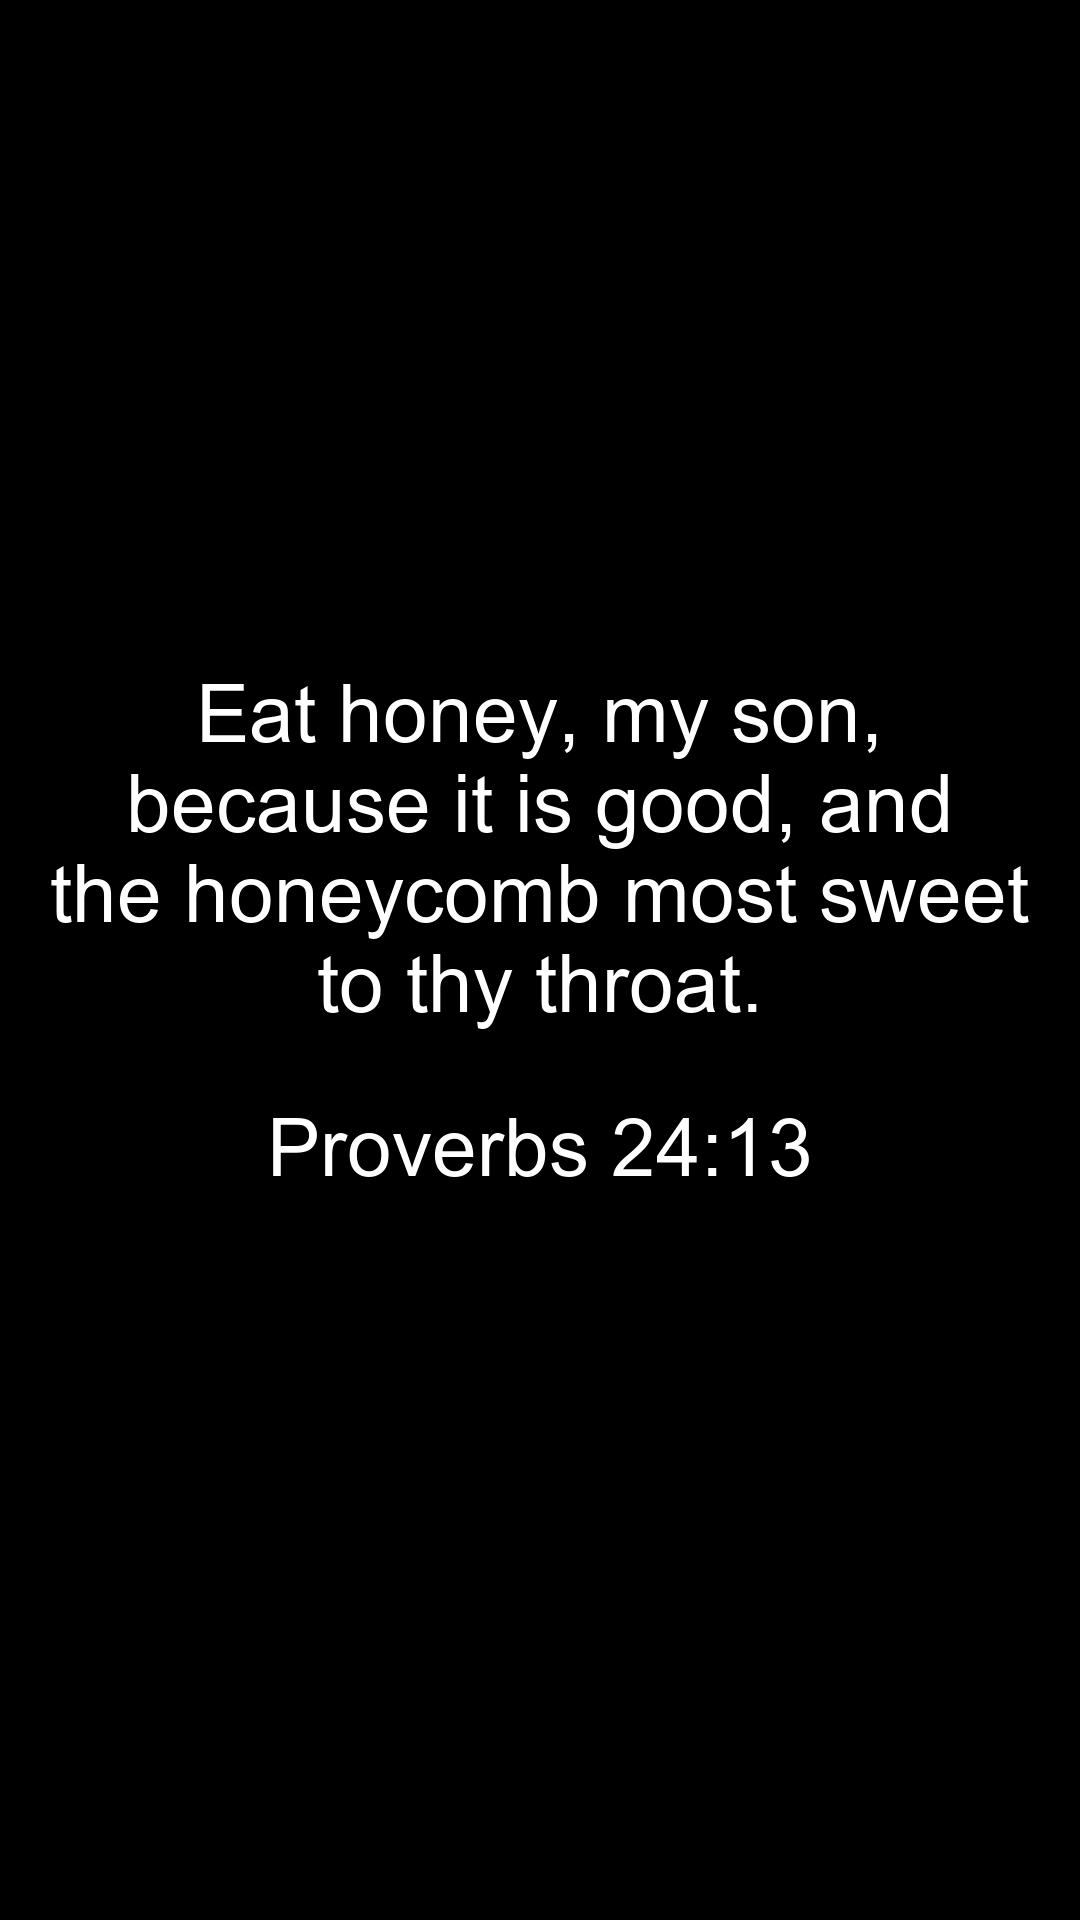 Eat honey, my son,
because it is good, and
the honeycomb most sweet
to thy throat.
Proverbs 24:13